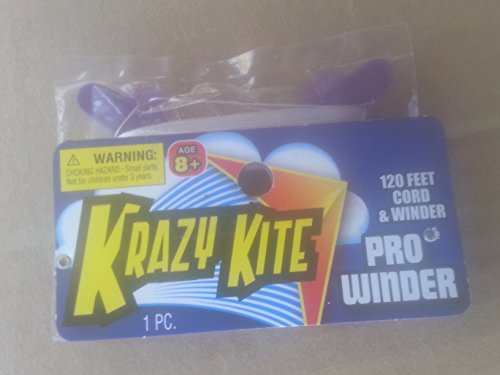 WARNING:
CHOKING HAZARD-Small parts.
Not for children under 3 years.
AGE
8+
KRAZY KITE
1 PC.
120 FEET
CORD
& WINDER
PRO
WINDER